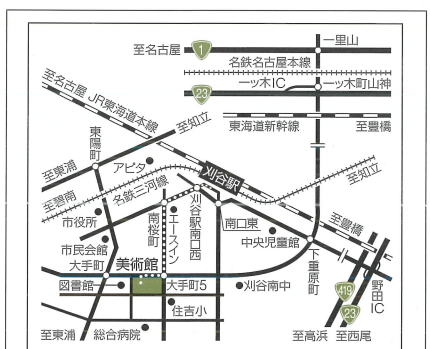 一里山
至名古屋
1
名鉄名古屋本線
一ッ木IC
一ッ木町山神
23
東海道新幹線
至豊橋
至名古屋
JR東海道本線
至知立
東陽町
至東浦
アピタ
刈谷駅
至知立
至碧南
名鉄三河線
市役所
南桜町
エースイン
刈谷駅南口西
南口東
至豊橋
市民会館
中央児童館
大手町
美術館
下重原町
図書館
大手町5
刈谷南中
419
野田IC
住吉小
23
至東浦
総合病院
至高浜
至西尾